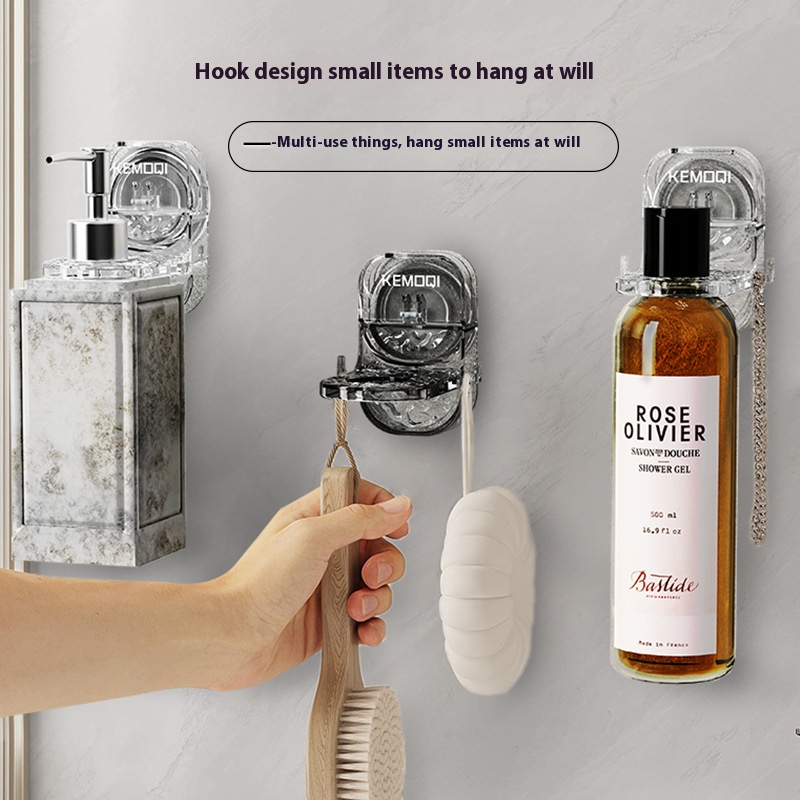 Hook design small items to hang at will
-Multi-use things, hang small items at will
KEMOQI
KEMOQI
KEMOQI
ROSE
OLIVIER
SAVON DOUCHE
SHOWER GEL
500 ml
16.9 fl oz
Bastide
Made in France